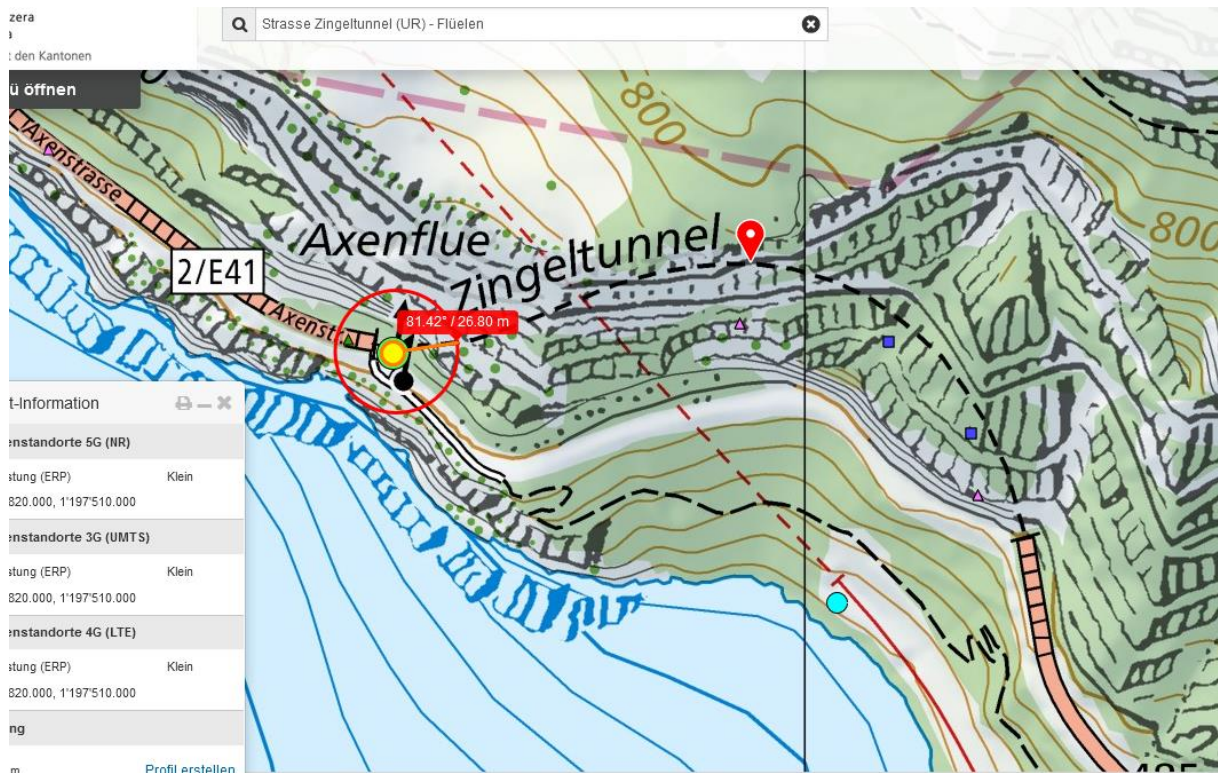 zera
a
t den Kantonen
Strasse Zingeltunnel (UR) - Flüelen
ü öffnen
Axenstrasse
800
800
Axenflue
Zingeltunnel
2/E41
81.42° / 26.80 m
Axenst
t-Information
enstandorte 5G (NR)
stung (ERP) Klein
820.000, 1'197'510.000
enstandorte 3G (UMTS)
stung (ERP) Klein
820.000, 1'197'510.000
enstandorte 4G (LTE)
stung (ERP) Klein
820.000, 1'197'510.000
ng
m Profil erstellen